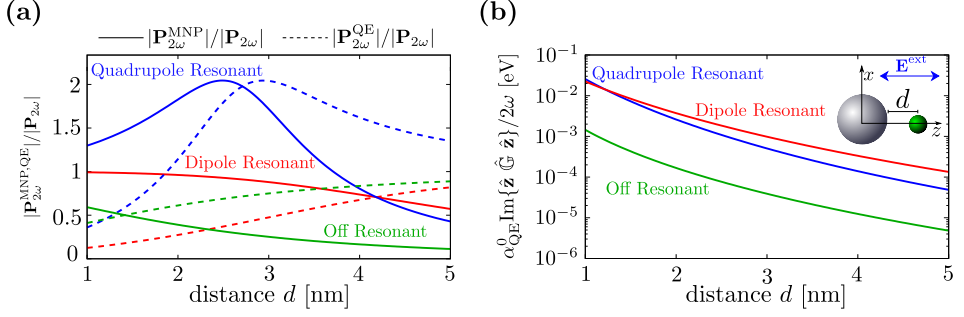 (a)
|P^MNP_2ω|/|P_2ω|
|P^QE_2ω|/|P_2ω|
Quadrupole Resonant
Dipole Resonant
Off Resonant
|P^MNP,QE_2ω|/|P_2ω|
2
1.5
1
0.5
0
1
2
3
4
5
distance d [nm]
(b)
Quadrupole Resonant
Dipole Resonant
Off Resonant
E^ext
x
d
z
α^0_QE Im{ẑ 𝔾̂ ẑ}/2ω [eV]
10^−1
10^−2
10^−3
10^−4
10^−5
10^−6
1
2
3
4
5
distance d [nm]